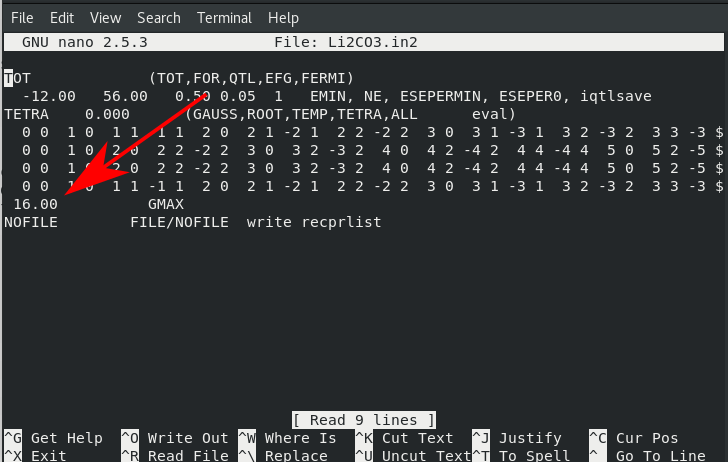 File Edit View Search Terminal Help
GNU nano 2.5.3 File: Li2CO3.in2
TOT (TOT,FOR,QTL,EFG,FERMI)
-12.00 56.00 0.50 0.05 1 EMIN, NE, ESEPERMIN, ESEPER0, iqtlsave
TETRA 0.000 (GAUSS,ROOT,TEMP,TETRA,ALL eval)
0 0 1 0 1 1 1 1 2 0 2 1 -2 1 2 2 -2 2 3 0 3 1 -3 1 3 2 -3 2 3 3 -3 $
0 0 1 0 2 0 2 2 -2 2 3 0 3 2 -3 2 4 0 4 2 -4 2 4 4 -4 4 5 0 5 2 -5 $
0 0 1 0 2 0 2 2 -2 2 3 0 3 2 -3 2 4 0 4 2 -4 2 4 4 -4 4 5 0 5 2 -5 $
0 0 1 0 1 1 -1 1 2 0 2 1 -2 1 2 2 -2 2 3 0 3 1 -3 1 3 2 -3 2 3 3 -3 $
16.00 GMAX
NOFILE FILE/NOFILE write recprlist
[ Read 9 lines ]
^G Get Help ^O Write Out ^W Where Is ^K Cut Text ^J Justify ^C Cur Pos
^X Exit ^R Read File ^\ Replace ^U Uncut Text ^T To Spell ^_ Go To Line